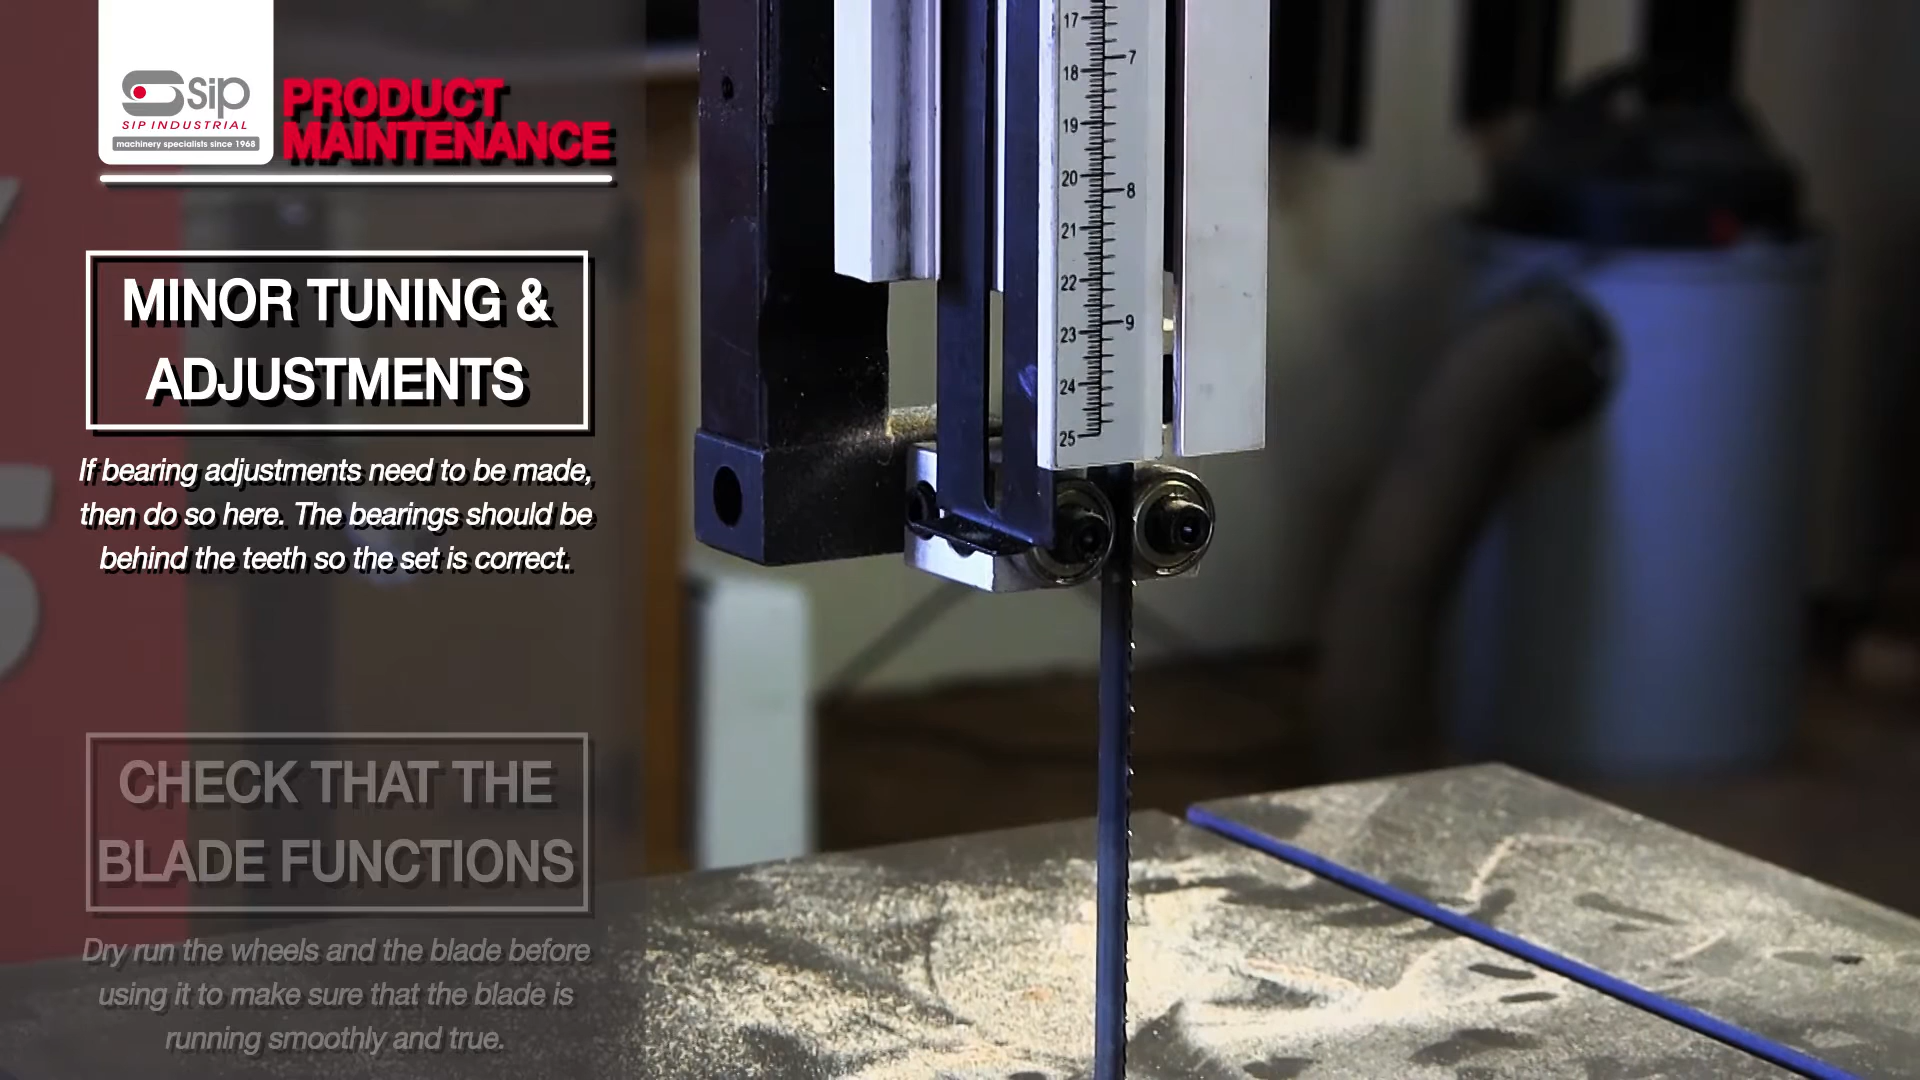 sip
SIP INDUSTRIAL
machinery specialists since 1968
PRODUCT
MAINTENANCE
MINOR TUNING &
ADJUSTMENTS
If bearing adjustments need to be made,
then do so here. The bearings should be
behind the teeth so the set is correct.
CHECK THAT THE
BLADE FUNCTIONS
Dry run the wheels and the blade before
using it to make sure that the blade is
running smoothly and true.
17
7
18
19
20
8
21
22
9
23
24
25